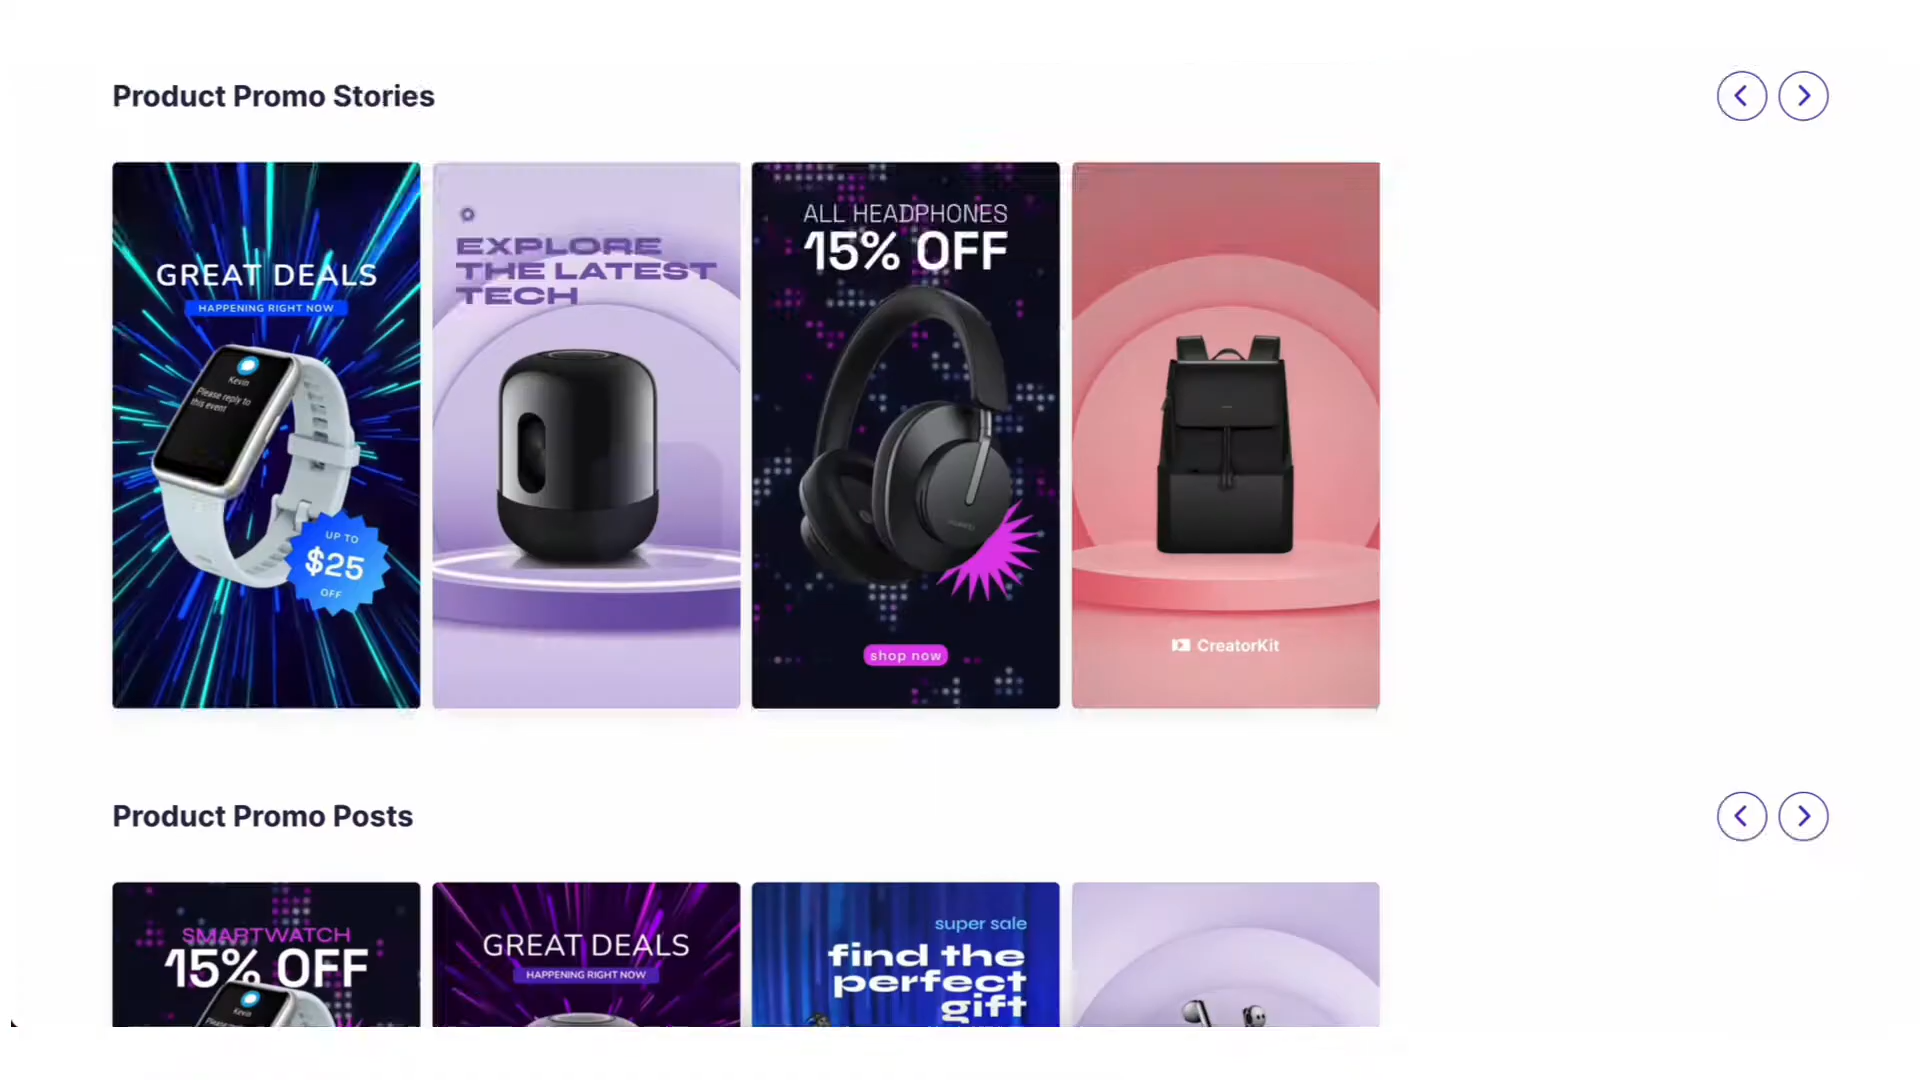 Product Promo Stories
GREAT DEALS
HAPPENING RIGHT NOW
Kevin
Please reply to
this event
UP TO
$25
OFF
EXPLORE
THE LATEST
TECH
ALL HEADPHONES
15% OFF
shop now
CreatorKit
Product Promo Posts
SMARTWATCH
15% OFF
Kevin
GREAT DEALS
HAPPENING RIGHT NOW
super sale
find the
perfect
gift